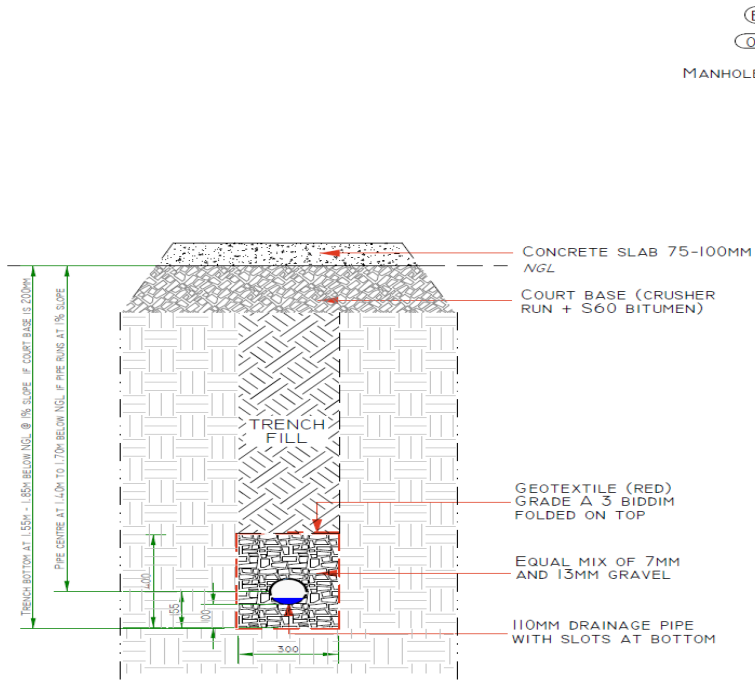 MANHOLE
CONCRETE SLAB 75-100MM
NGL
COURT BASE (CRUSHER
RUN + S60 BITUMEN)
TRENCH BOTTOM AT 1.55M - 1.85M BELOW NGL @ 1% SLOPE IF COURT BASE IS 200MM
PIPE CENTRE AT 1.40M TO 1.70M BELOW NGL IF PIPE RUNS AT 1% SLOPE
TRENCH
FILL
GEOTEXTILE (RED)
GRADE A 3 BIDDIM
FOLDED ON TOP
EQUAL MIX OF 7MM
AND 13MM GRAVEL
400
155
100
110MM DRAINAGE PIPE
WITH SLOTS AT BOTTOM
300